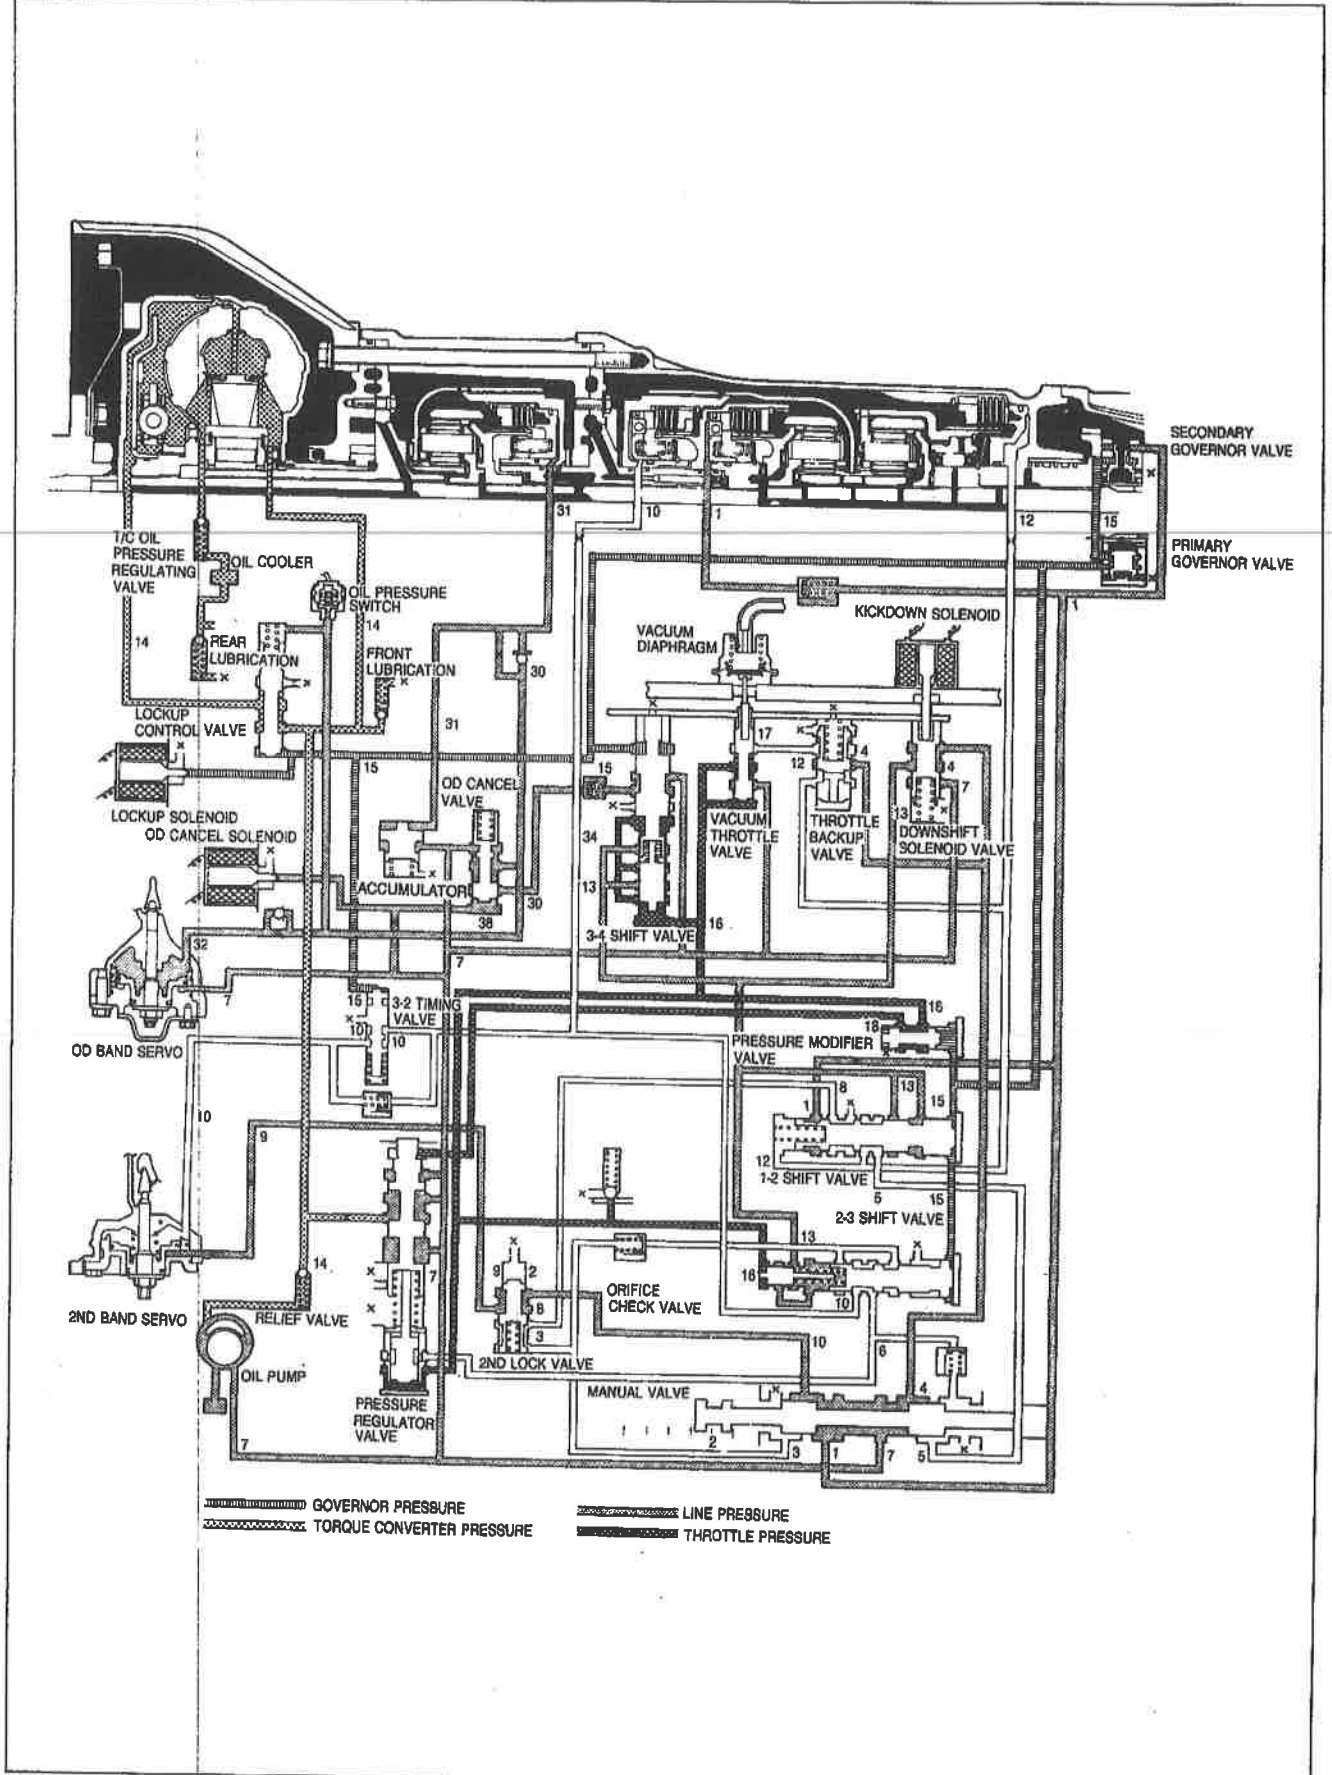 SECONDARY
GOVERNOR VALVE
31
10
1
12
15
T/C OIL
PRESSURE
REGULATING
VALVE
OIL COOLER
PRIMARY
GOVERNOR VALVE
OIL PRESSURE
SWITCH
KICKDOWN SOLENOID
1
14
14
VACUUM
DIAPHRAGM
REAR
LUBRICATION
FRONT
LUBRICATION
30
LOCKUP
CONTROL VALVE
31
17
4
12
4
7
15
15
OD CANCEL
VALVE
LOCKUP SOLENOID
OD CANCEL SOLENOID
34
13
VACUUM
THROTTLE
VALVE
THROTTLE
BACKUP
VALVE
DOWNSHIFT
SOLENOID VALVE
13
ACCUMULATOR
30
38
16
3-4 SHIFT VALVE
32
7
7
15
3-2 TIMING
VALVE
10
10
16
18
PRESSURE MODIFIER
VALVE
OD BAND SERVO
8
13
15
1
10
9
12
1-2 SHIFT VALVE
5
15
2-3 SHIFT VALVE
13
14
7
9
2
8
3
ORIFICE
CHECK VALVE
16
10
2ND BAND SERVO
RELIEF VALVE
10
6
OIL PUMP
2ND LOCK VALVE
MANUAL VALVE
4
PRESSURE
REGULATOR
VALVE
7
2
3
1
7
5
GOVERNOR PRESSURE
LINE PRESSURE
TORQUE CONVERTER PRESSURE
THROTTLE PRESSURE